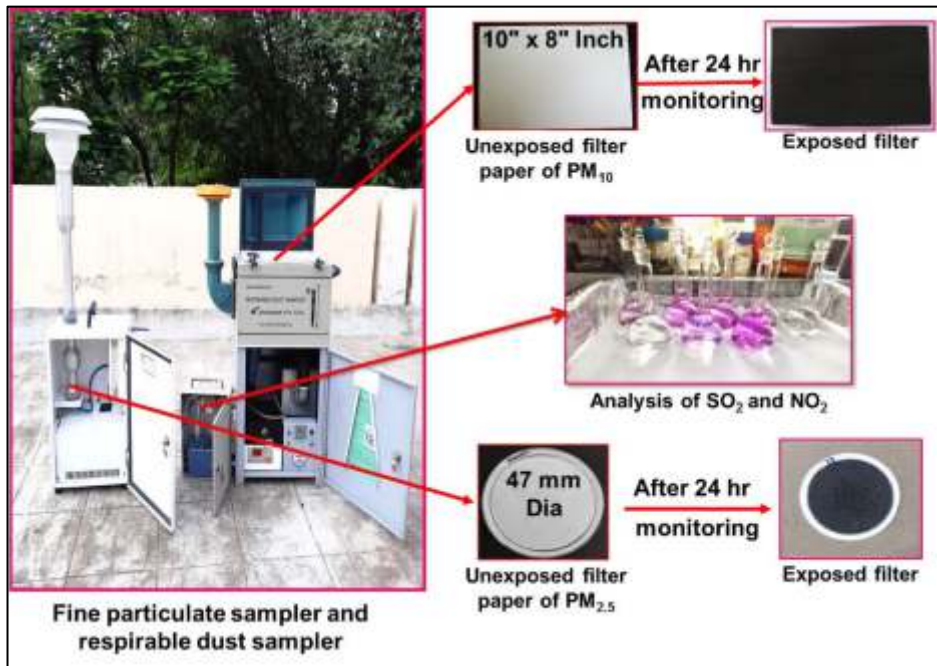 10" x 8" Inch
After 24 hr
monitoring
Unexposed filter
paper of PM₁₀
Exposed filter
Analysis of SO₂ and NO₂
47 mm
Dia
After 24 hr
monitoring
Unexposed filter
paper of PM₂.₅
Exposed filter
Fine particulate sampler and
respirable dust sampler